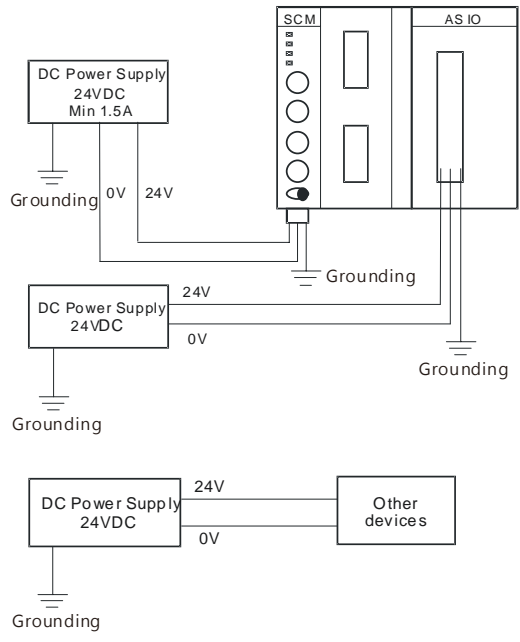 SCM
AS IO
DC Power Supply
24VDC
Min 1.5A
Grounding
0V
24V
Grounding
24V
DC Power Supply
24VDC
0V
Grounding
Grounding
DC Power Supply
24VDC
24V
0V
Other
devices
Grounding